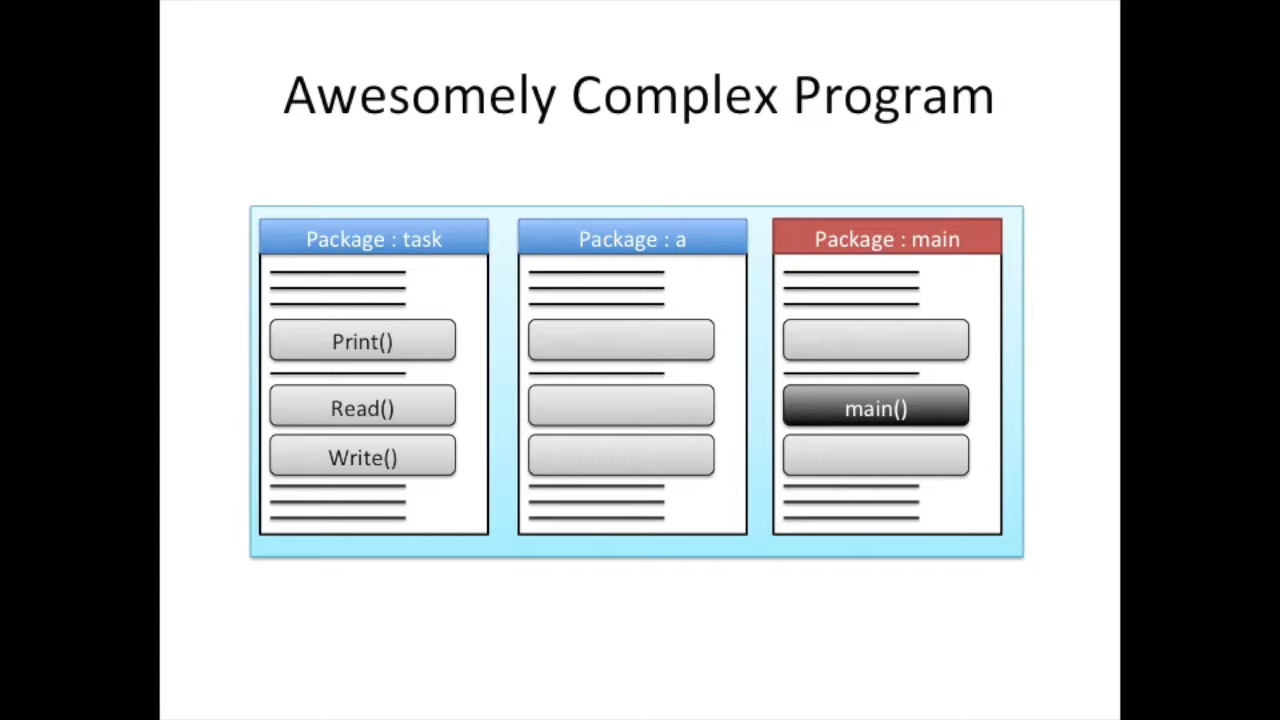 Awesomely Complex Program
Package : task
Print()
Read()
Write()
Package : a
Package : main
main()